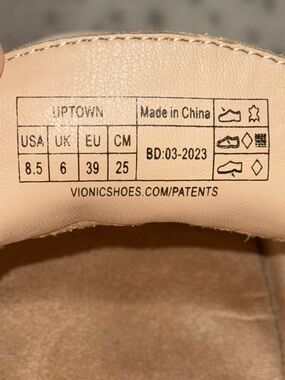 UPTOWN Made in China
USA UK EU CM
BD:03-2023
8.5 6 39 25
VIONICSHOES.COM/PATENTS